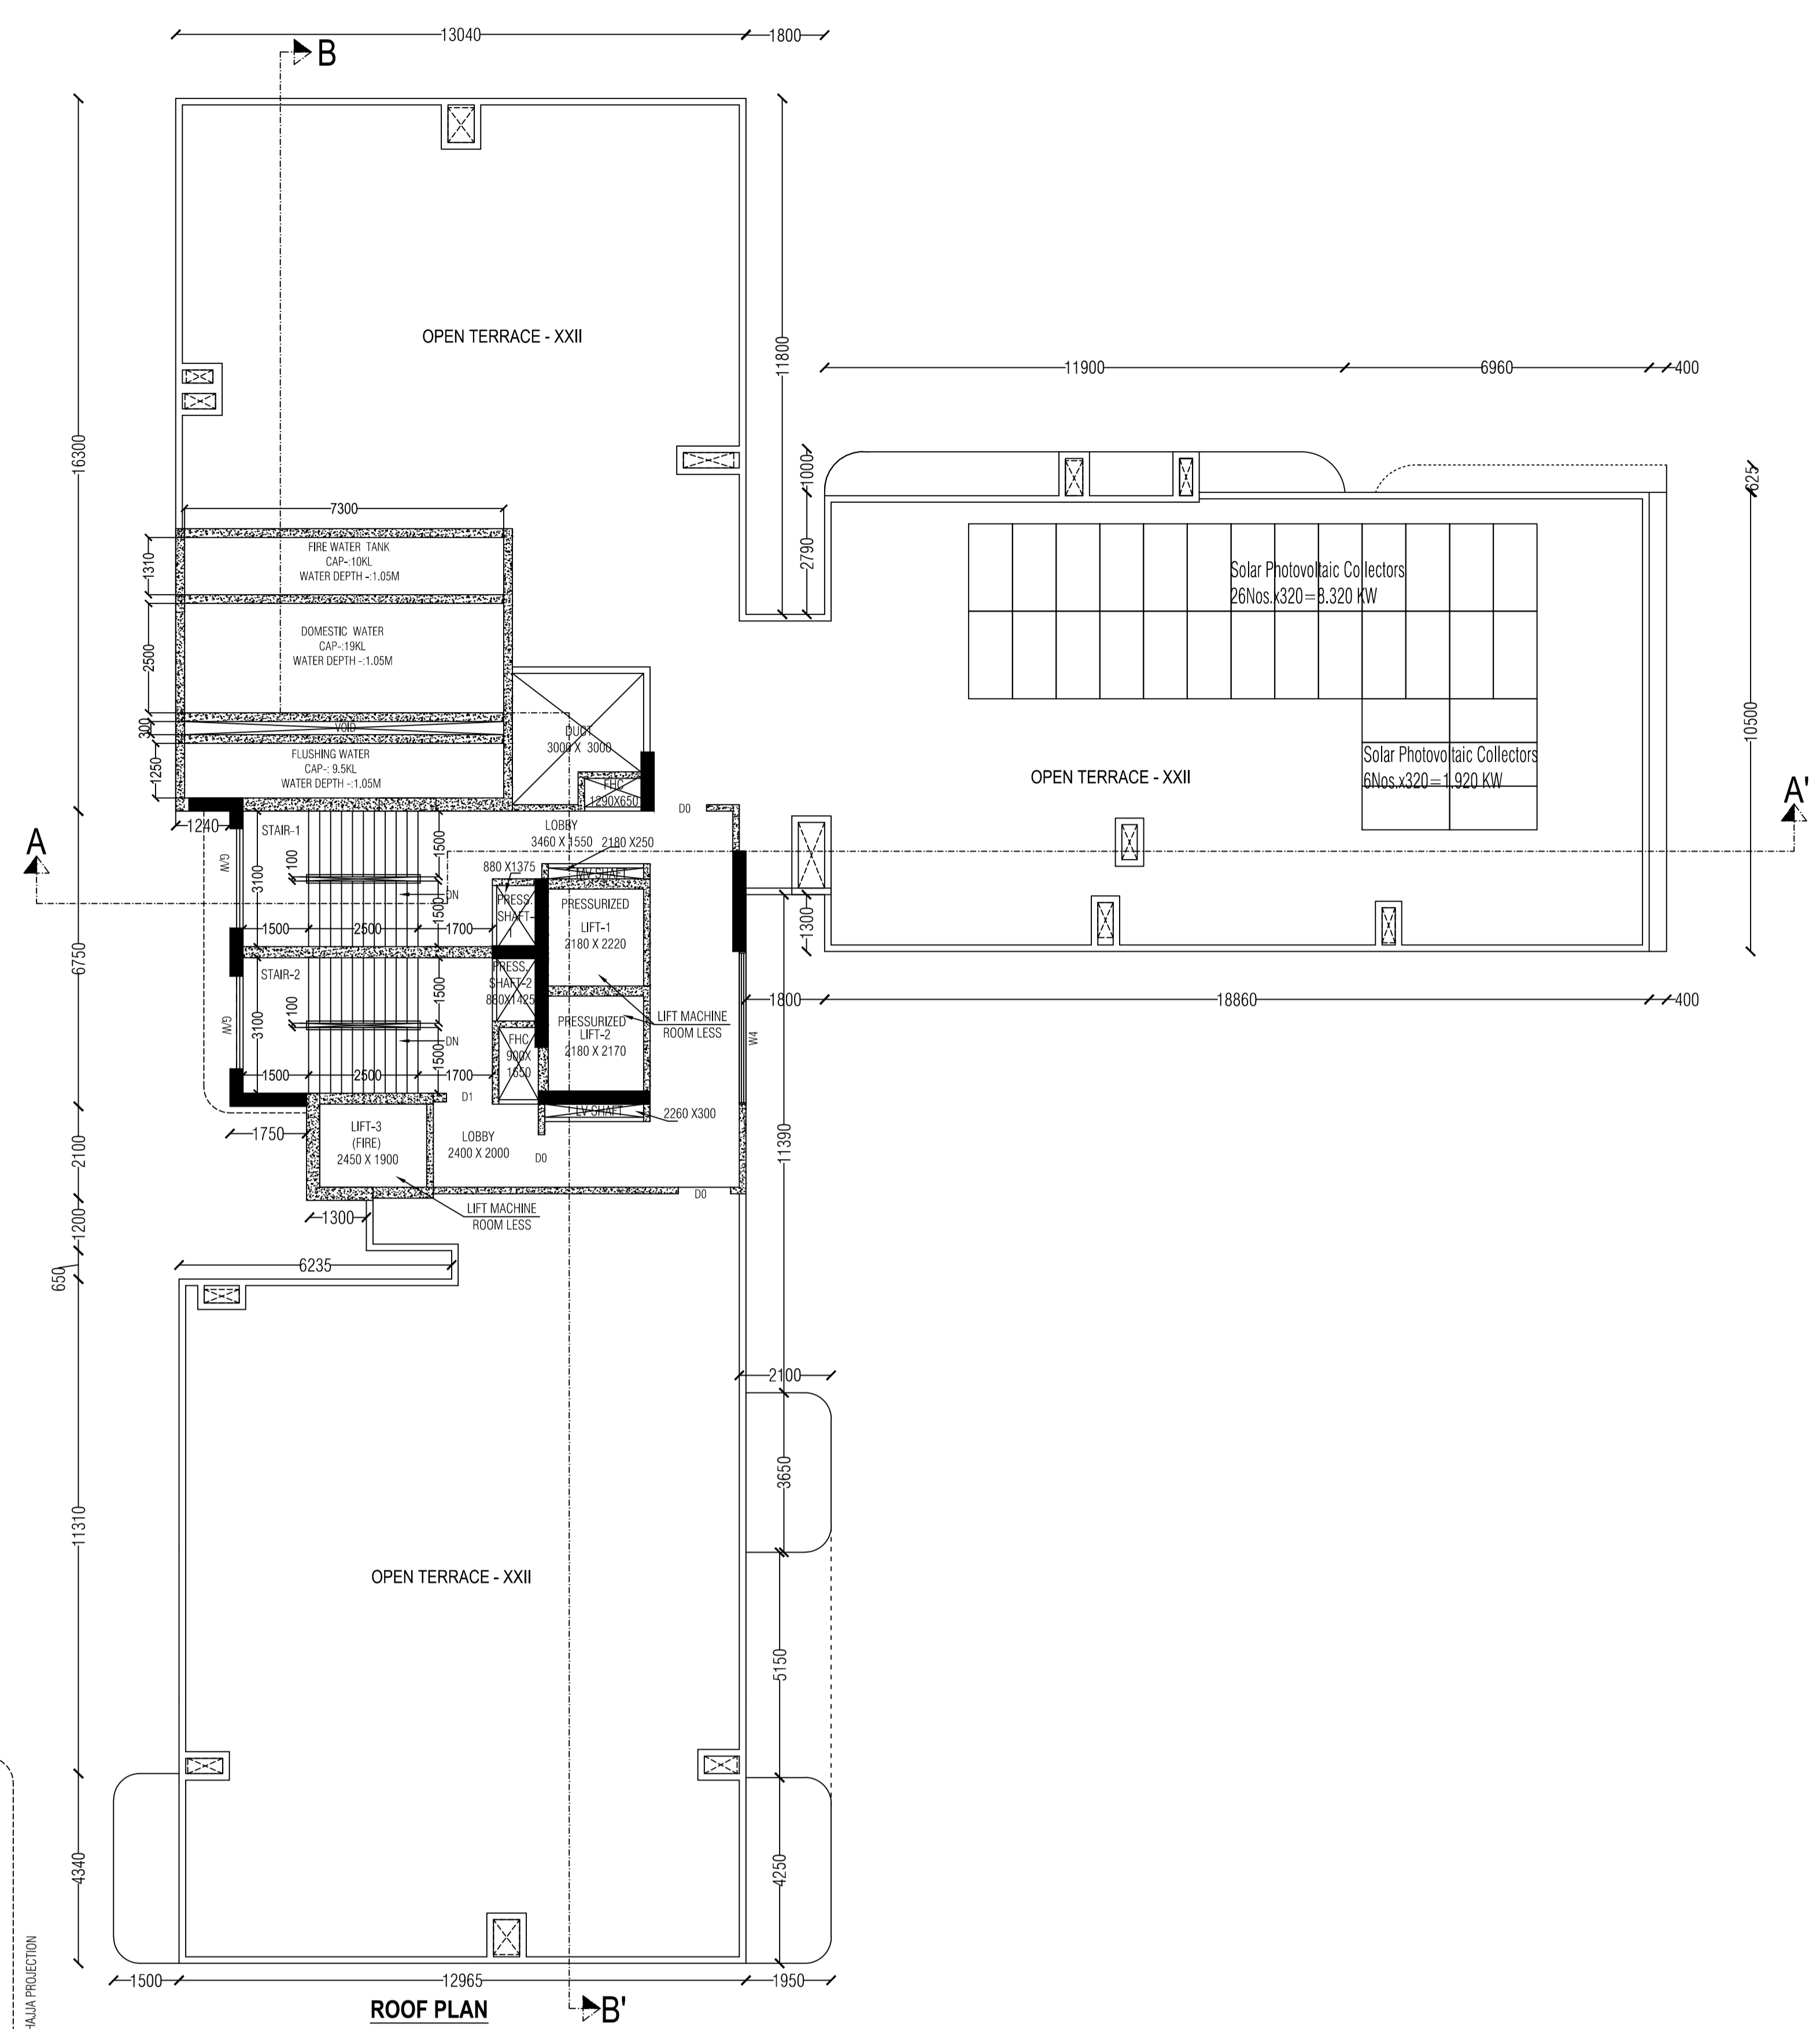 13040
1800
B
16300
11800
OPEN TERRACE - XXII
11900
6960
400
1000
625
2790
7300
1310
FIRE WATER TANK
CAP-:10KL
WATER DEPTH -:1.05M
2500
DOMESTIC WATER
CAP-:19KL
WATER DEPTH -:1.05M
300
VOID
1250
FLUSHING WATER
CAP-: 9.5KL
WATER DEPTH -:1.05M
DUCT
3000 X 3000
FHC
1290X650
D0
Solar Photovoltaic Collectors
26Nos.x320=8.320 KW
Solar Photovoltaic Collectors
6Nos.x320=1.920 KW
OPEN TERRACE - XXII
10500
A'
A
1240
STAIR-1
G/W
3100
100
1500
1500
DN
1500
2500
1700
LOBBY
3460 X 1550
2180 X250
880 X1375
MV SHAFT
PRESS.
SHAFT-
1
PRESSURIZED
LIFT-1
2180 X 2220
1300
6750
STAIR-2
G/W
3100
100
1500
1500
DN
1500
2500
1700
PRESS.
SHAFT-2
880X1425
PRESSURIZED
LIFT-2
2180 X 2170
LIFT MACHINE
ROOM LESS
FHC
900X
1650
W4
1800
18860
400
D1
LV SHAFT
2260 X300
1750
2100
LIFT-3
(FIRE)
2450 X 1900
LOBBY
2400 X 2000
D0
D0
11390
LIFT MACHINE
ROOM LESS
1300
1200
650
6235
2100
3650
11310
OPEN TERRACE - XXII
5150
4340
4250
HAJJA PROJECTION
1500
12965
1950
ROOF PLAN
B'